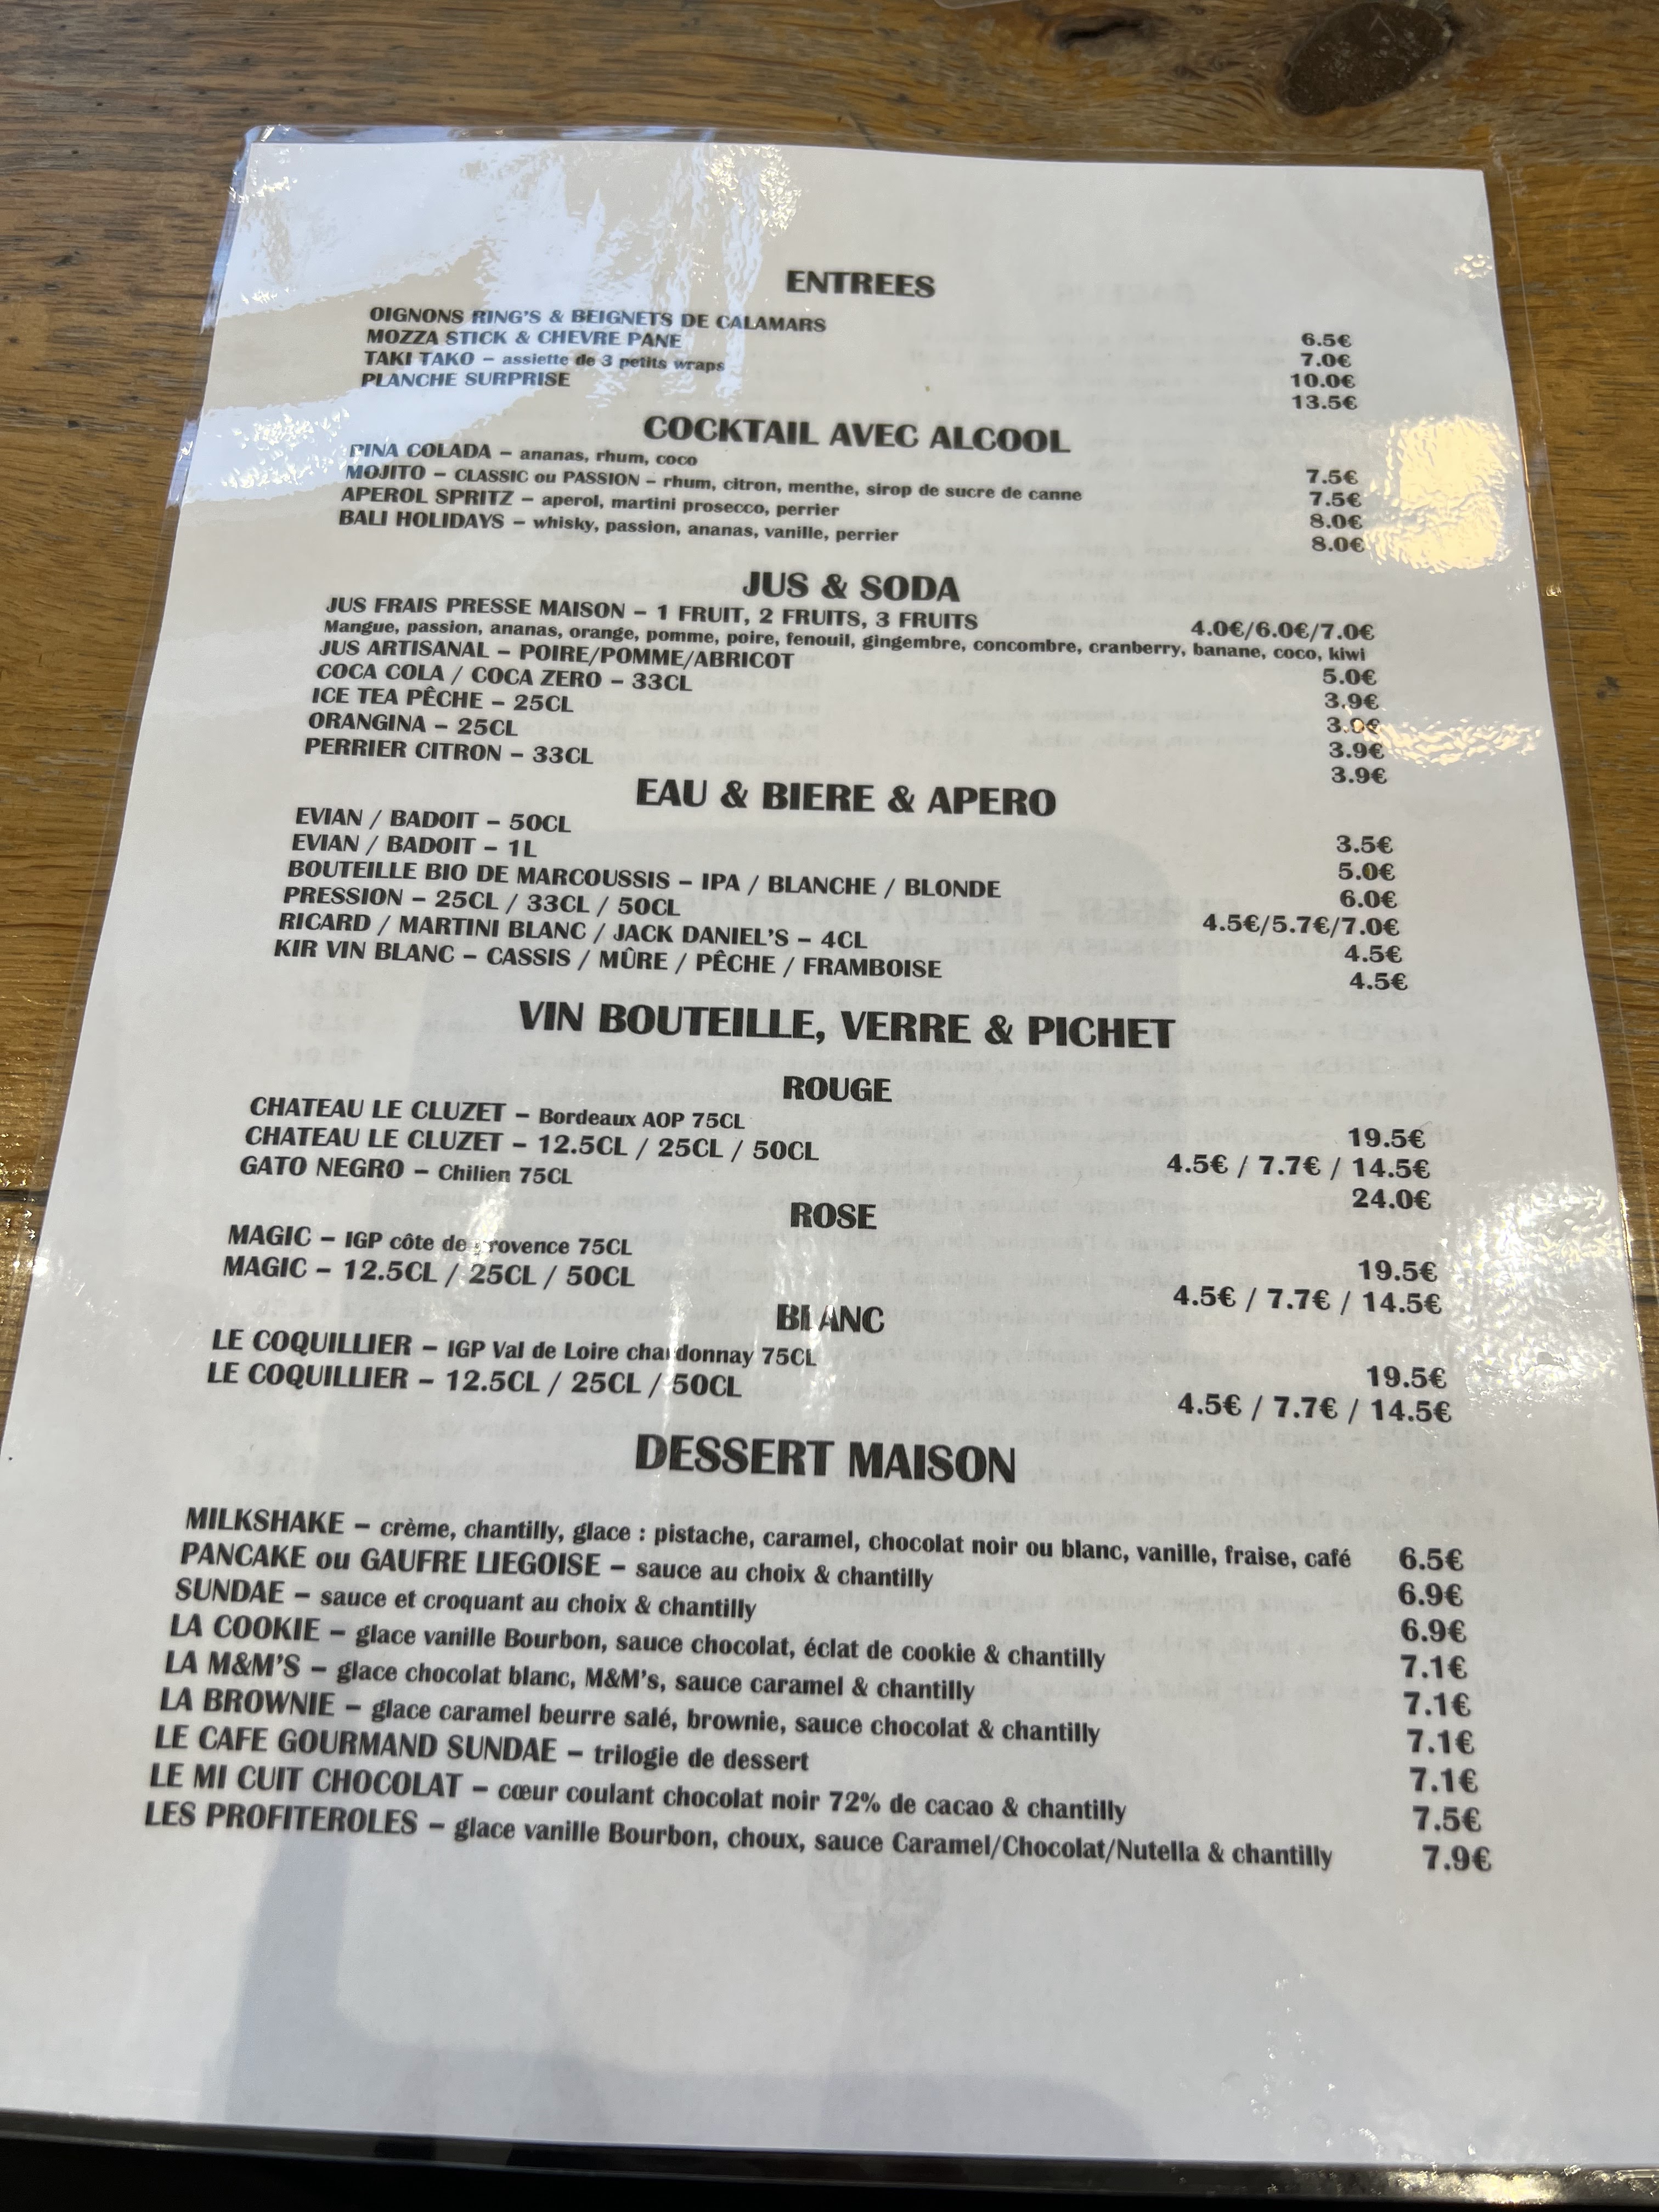 ENTREES
OIGNONS RING'S & BEIGNETS DE CALAMARS 6.5€
MOZZA STICK & CHEVRE PANE 7.0€
TAKI TAKO – assiette de 3 petits wraps 10.0€
PLANCHE SURPRISE 13.5€
COCKTAIL AVEC ALCOOL
PINA COLADA – ananas, rhum, coco 7.5€
MOJITO – CLASSIC ou PASSION – rhum, citron, menthe, sirop de sucre de canne 7.5€
APEROL SPRITZ – aperol, martini prosecco, perrier 8.0€
BALI HOLIDAYS – whisky, passion, ananas, vanille, perrier 8.0€
JUS & SODA
JUS FRAIS PRESSE MAISON – 1 FRUIT, 2 FRUITS, 3 FRUITS 4.0€/6.0€/7.0€
Mangue, passion, ananas, orange, pomme, poire, fenouil, gingembre, concombre, cranberry, banane, coco, kiwi
JUS ARTISANAL – POIRE/POMME/ABRICOT 5.0€
COCA COLA / COCA ZERO – 33CL 3.9€
ICE TEA PÊCHE – 25CL
ORANGINA – 25CL 3.9€
PERRIER CITRON – 33CL 3.9€
EAU & BIERE & APERO
EVIAN / BADOIT – 50CL 3.5€
EVIAN / BADOIT – 1L 5.0€
BOUTEILLE BIO DE MARCOUSSIS – IPA / BLANCHE / BLONDE 6.0€
PRESSION – 25CL / 33CL / 50CL 4.5€/5.7€/7.0€
RICARD / MARTINI BLANC / JACK DANIEL'S – 4CL 4.5€
KIR VIN BLANC – CASSIS / MÛRE / PÊCHE / FRAMBOISE 4.5€
VIN BOUTEILLE, VERRE & PICHET
ROUGE
CHATEAU LE CLUZET – Bordeaux AOP 75CL 19.5€
CHATEAU LE CLUZET – 12.5CL / 25CL / 50CL 4.5€ / 7.7€ / 14.5€
GATO NEGRO – Chilien 75CL 24.0€
ROSE
MAGIC – IGP côte de provence 75CL 19.5€
MAGIC – 12.5CL / 25CL / 50CL 4.5€ / 7.7€ / 14.5€
BLANC
LE COQUILLIER – IGP Val de Loire chardonnay 75CL 19.5€
LE COQUILLIER – 12.5CL / 25CL / 50CL 4.5€ / 7.7€ / 14.5€
DESSERT MAISON
MILKSHAKE – crème, chantilly, glace : pistache, caramel, chocolat noir ou blanc, vanille, fraise, café 6.5€
PANCAKE ou GAUFRE LIEGOISE – sauce au choix & chantilly 6.9€
SUNDAE – sauce et croquant au choix & chantilly 6.9€
LA COOKIE – glace vanille Bourbon, sauce chocolat, éclat de cookie & chantilly 7.1€
LA M&M'S – glace chocolat blanc, M&M's, sauce caramel & chantilly 7.1€
LA BROWNIE – glace caramel beurre salé, brownie, sauce chocolat & chantilly 7.1€
LE CAFE GOURMAND SUNDAE – trilogie de dessert 7.1€
LE MI CUIT CHOCOLAT – cœur coulant chocolat noir 72% de cacao & chantilly 7.5€
LES PROFITEROLES – glace vanille Bourbon, choux, sauce Caramel/Chocolat/Nutella & chantilly 7.9€